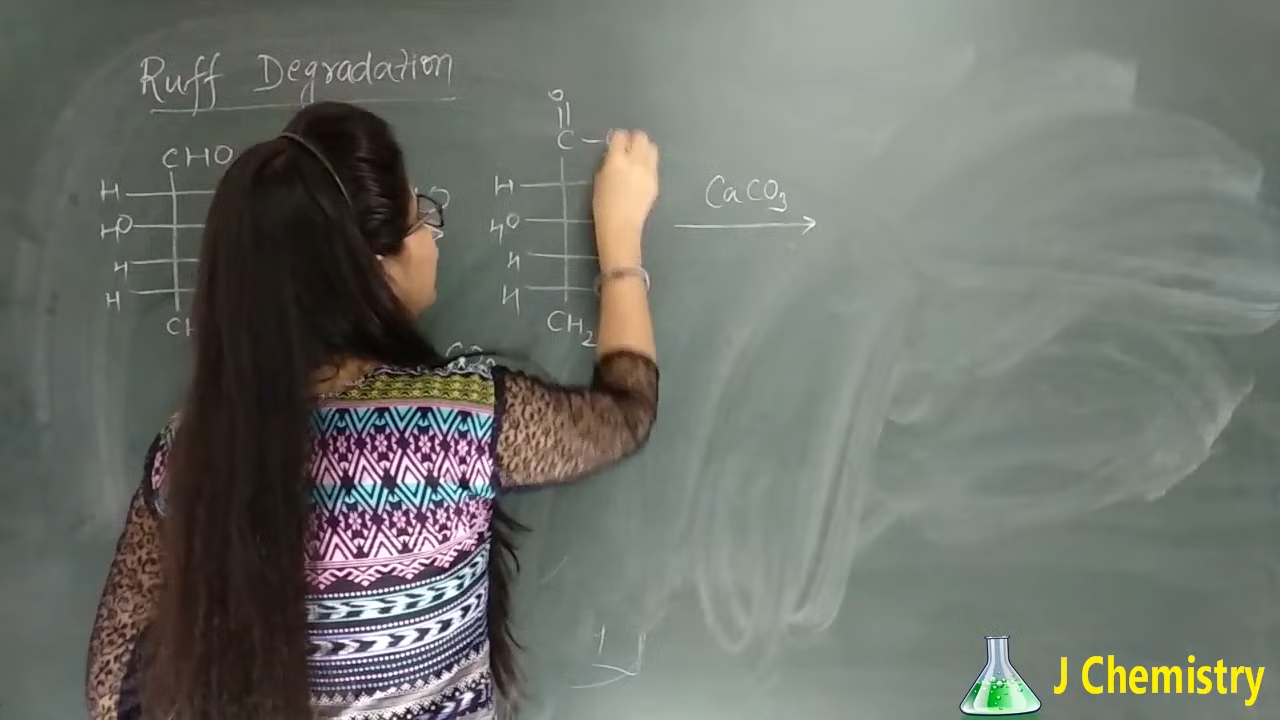 Ruff Degradation
O
C –
CHO
H
HO
H
H
H
HO
H
H
CH2
CaCO3
J Chemistry